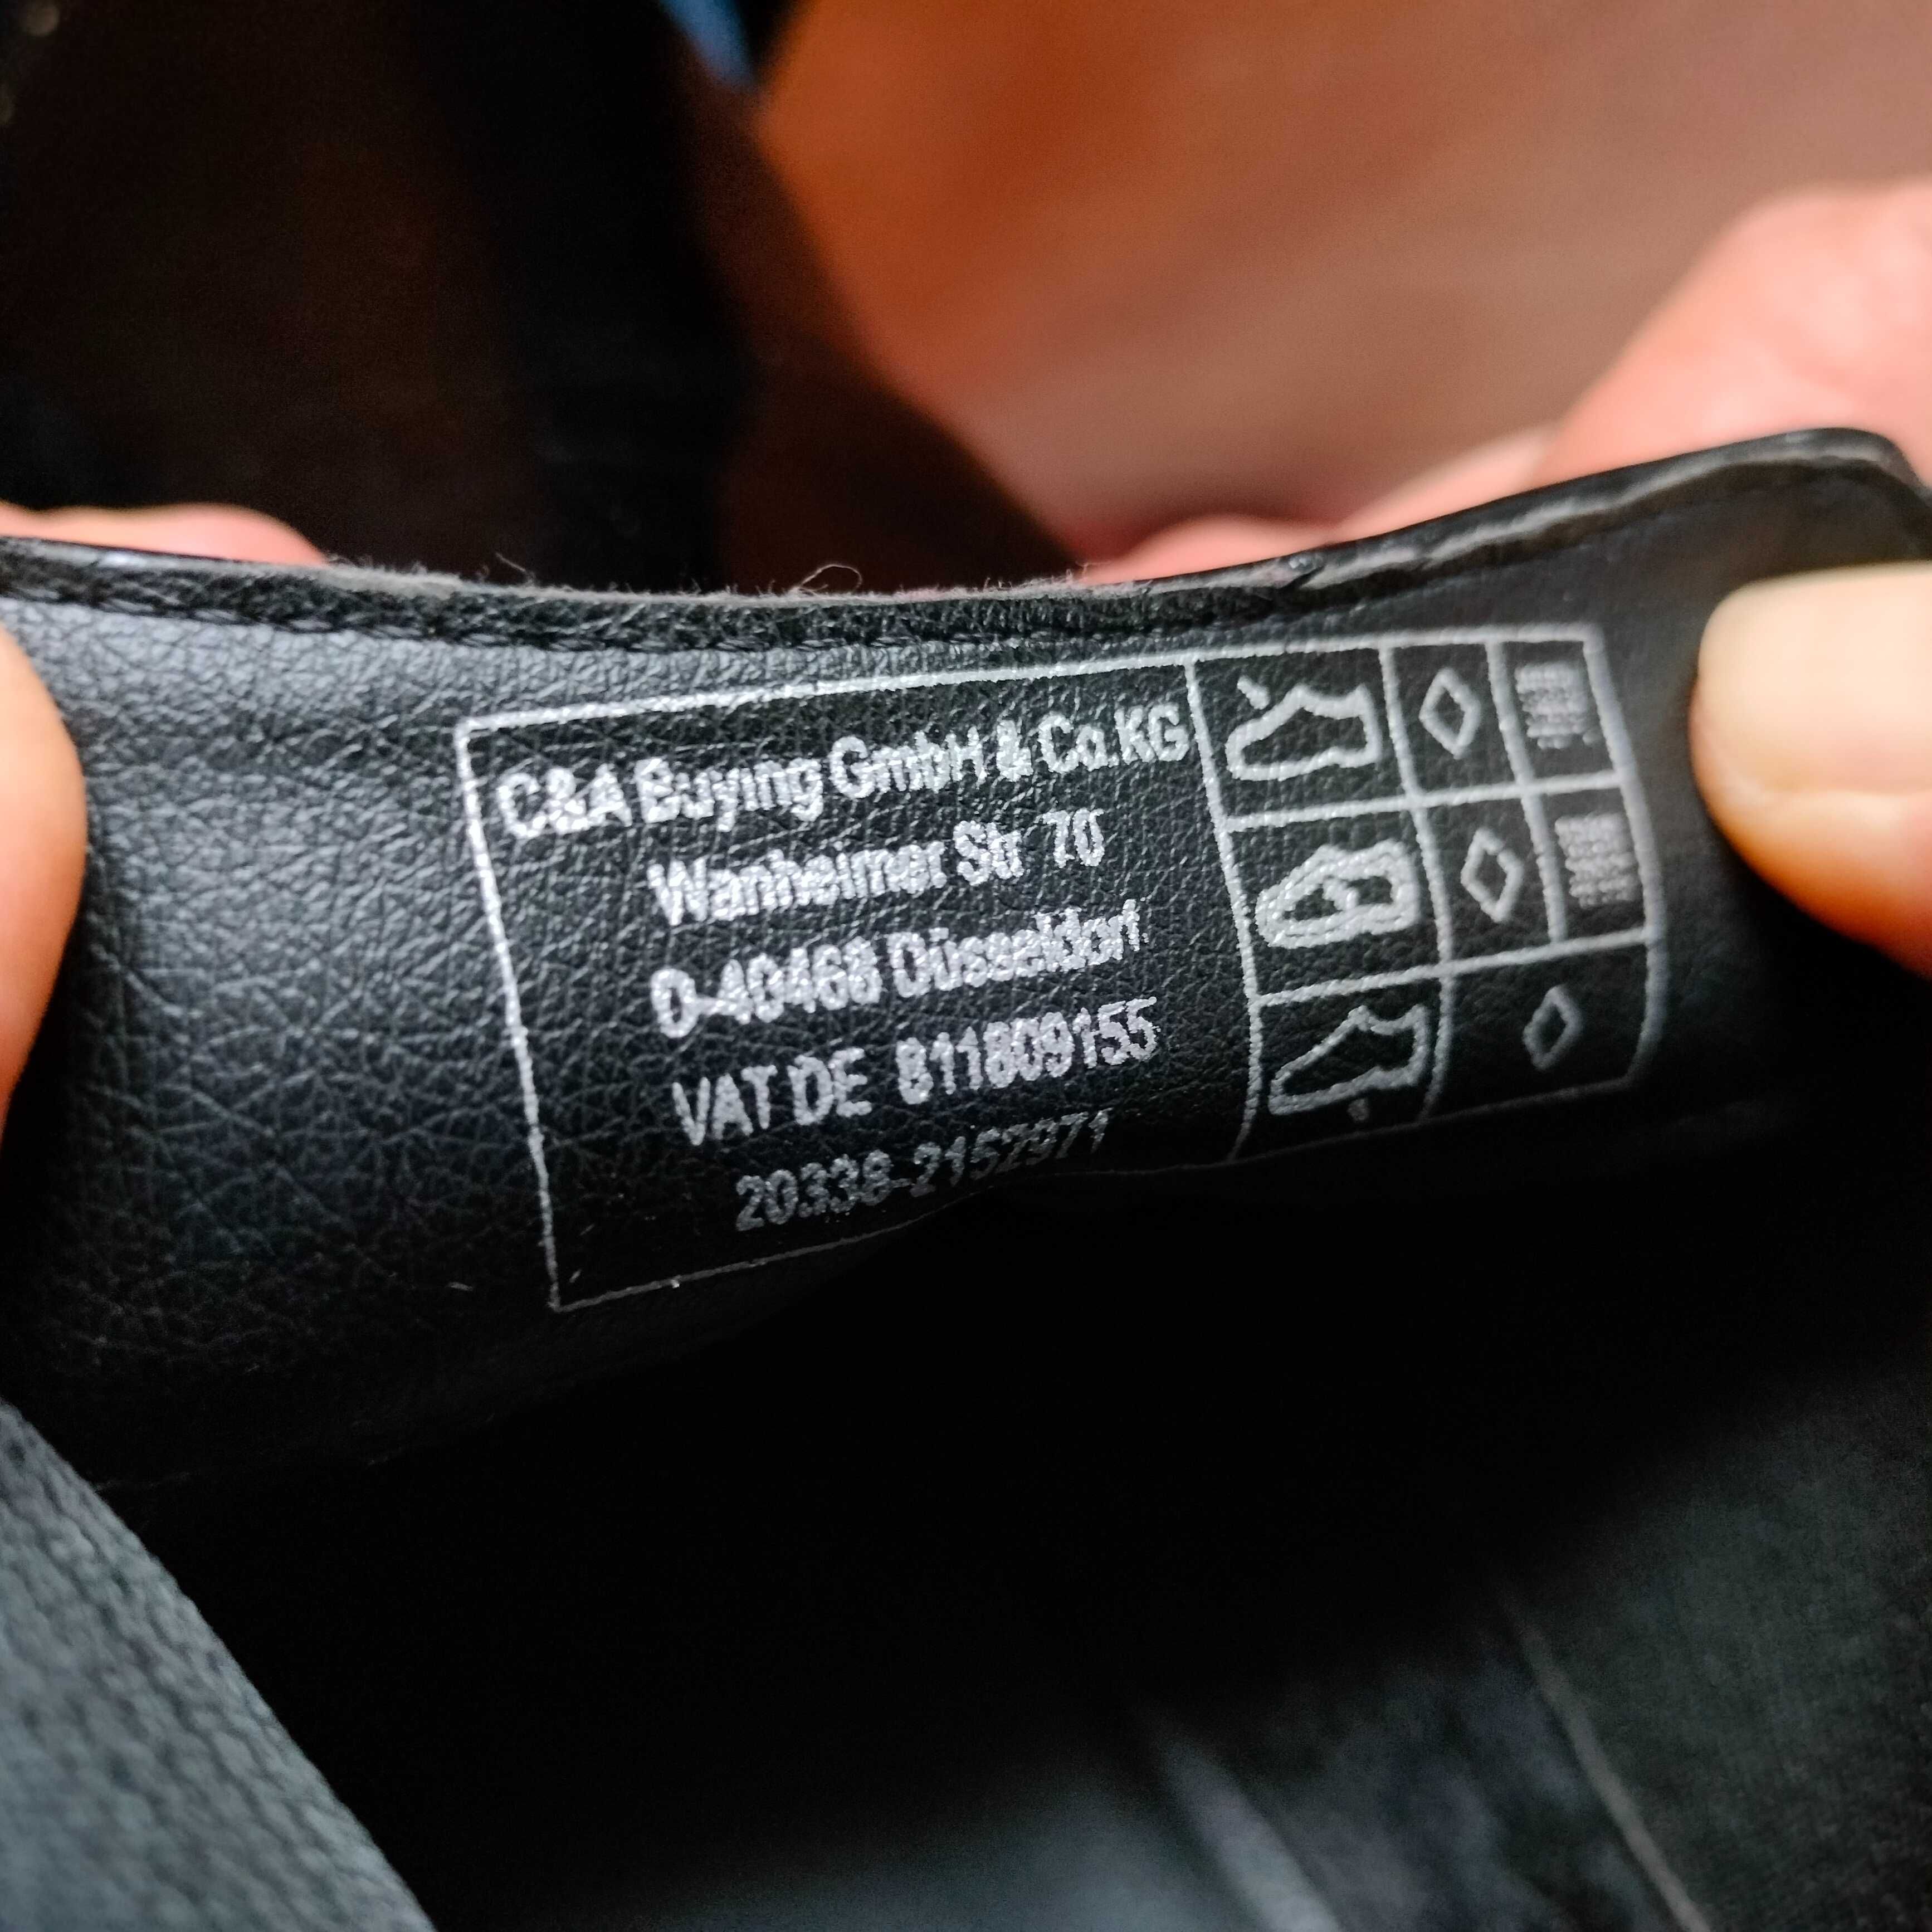 C&A Buying GmbH & Co.KG
Wanheimer Str 70
D-40468 Düsseldorf
VAT DE 811809155
20338-2152971